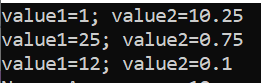 value1=1; value2=10.25
value1=25; value2=0.75
value1=12; value2=0.1